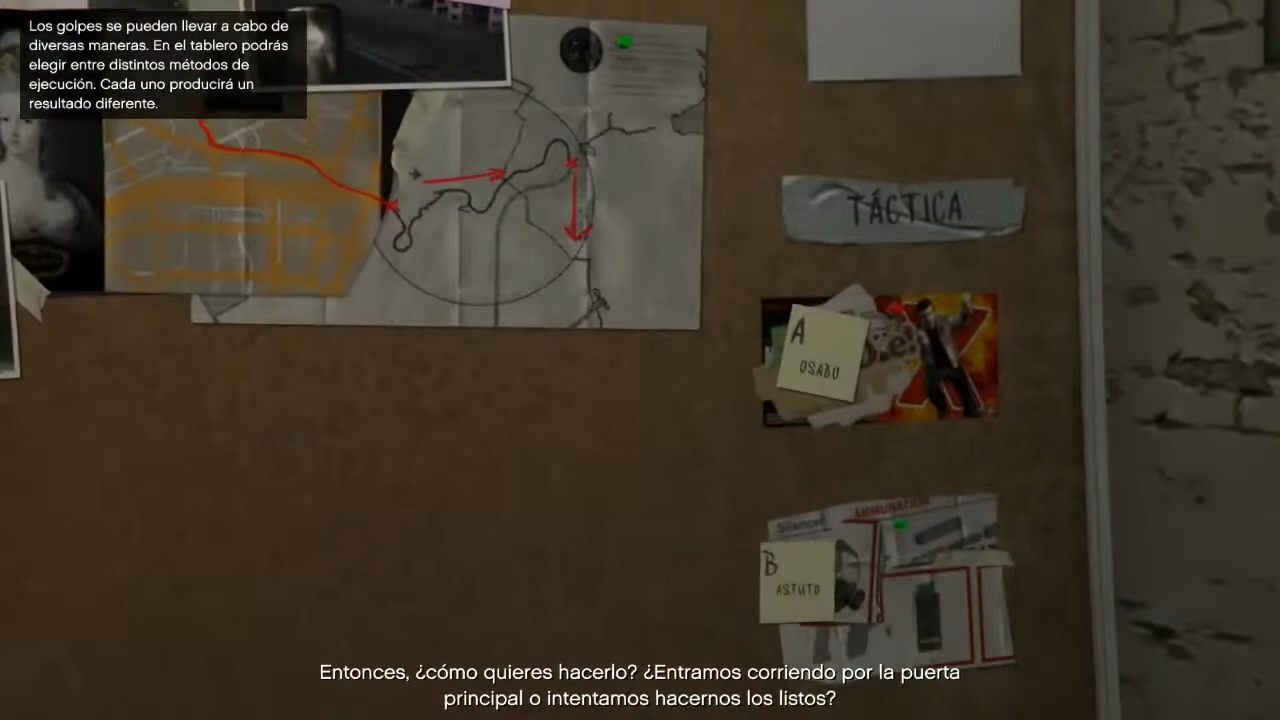 Los golpes se pueden llevar a cabo de
diversas maneras. En el tablero podrás
elegir entre distintos métodos de
ejecución. Cada uno producirá un
resultado diferente.
TÁCTICA
A
OSADO
B
ASTUTO
Entonces, ¿cómo quieres hacerlo? ¿Entramos corriendo por la puerta
principal o intentamos hacernos los listos?